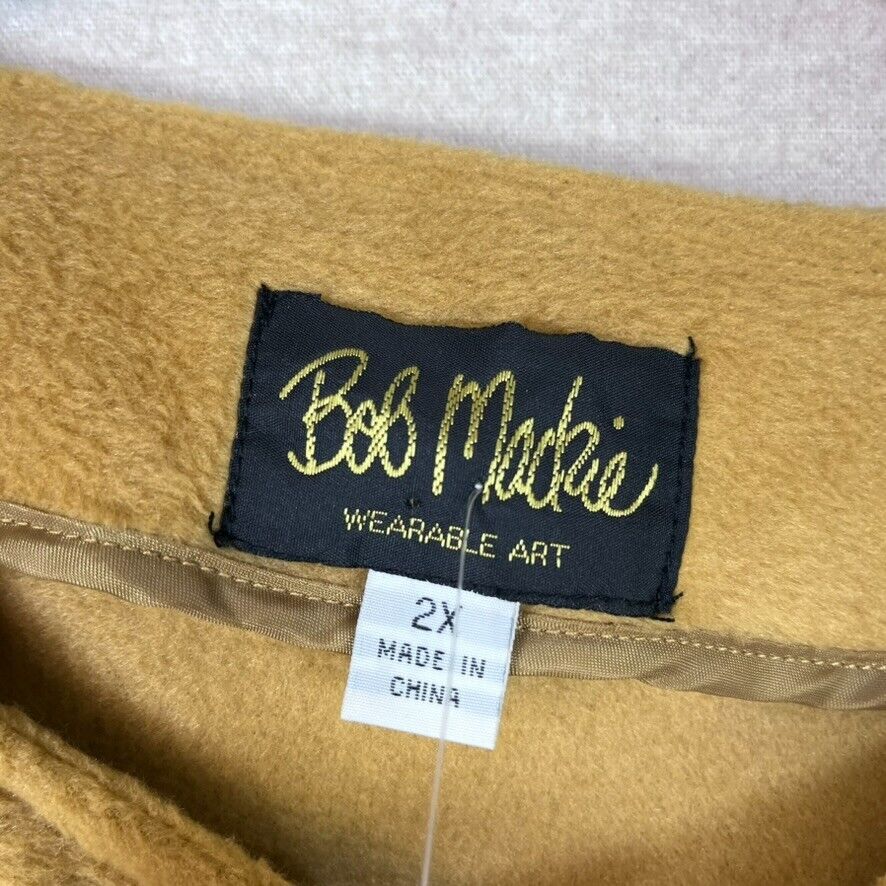 Bob Mackie
WEARABLE ART
2X
MADE IN
CHINA